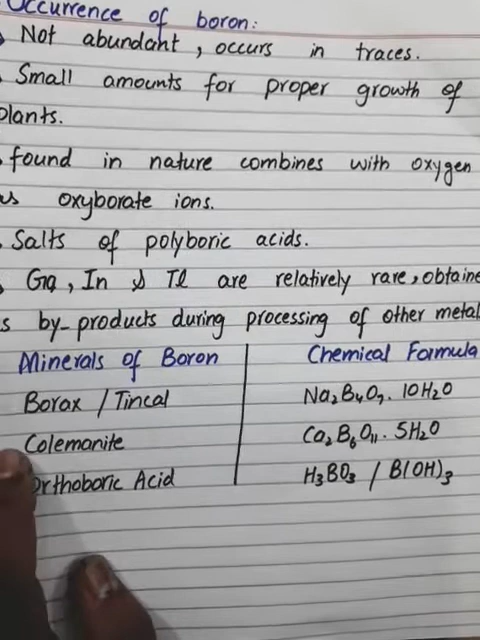 Occurrence of boron:
Not abundant, occurs in traces.
Small amounts for proper growth of
plants.
found in nature combines with oxygen
as oxyborate ions.
Salts of polyboric acids.
Ga, In & Tl are relatively rare, obtaine
s by-products during processing of other metal
Minerals of Boron | Chemical Formula
Borax / Tincal | Na₂B₄O₇. 10H₂O
Colemanite | Ca₂B₆O₁₁. 5H₂O
Orthoboric Acid | H₃BO₃ / B(OH)₃